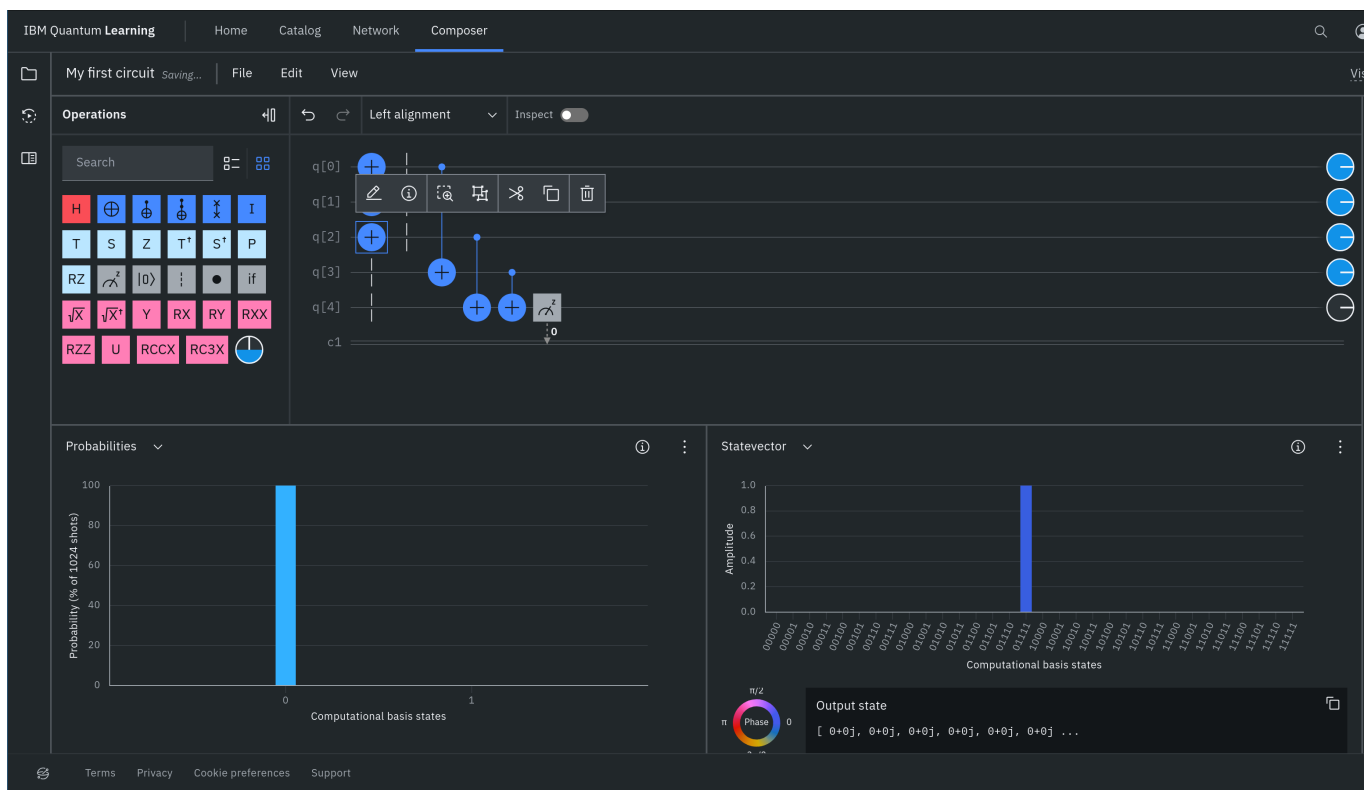 IBM Quantum Learning Home Catalog Network Composer
My first circuit Saving... File Edit View Vis
Operations Left alignment Inspect
Search
H I
T S Z T† S† P
RZ z |0⟩ if
√X √X† Y RX RY RXX
RZZ U RCCX RC3X
q[0]
q[1]
q[2]
q[3]
q[4] z
0
c1
Probabilities
Probability (% of 1024 shots)
100
80
60
40
20
0
0 1
Computational basis states
Statevector
Amplitude
1.0
0.8
0.6
0.4
0.2
0.0
00000 00001 00010 00011 00100 00101 00110 00111 01000 01001 01010 01011 01100 01101 01110 01111 10000 10001 10010 10011 10100 10101 10110 10111 11000 11001 11010 11011 11100 11101 11110 11111
Computational basis states
π/2
π Phase 0
Output state
[ 0+0j, 0+0j, 0+0j, 0+0j, 0+0j, 0+0j ...
Terms Privacy Cookie preferences Support